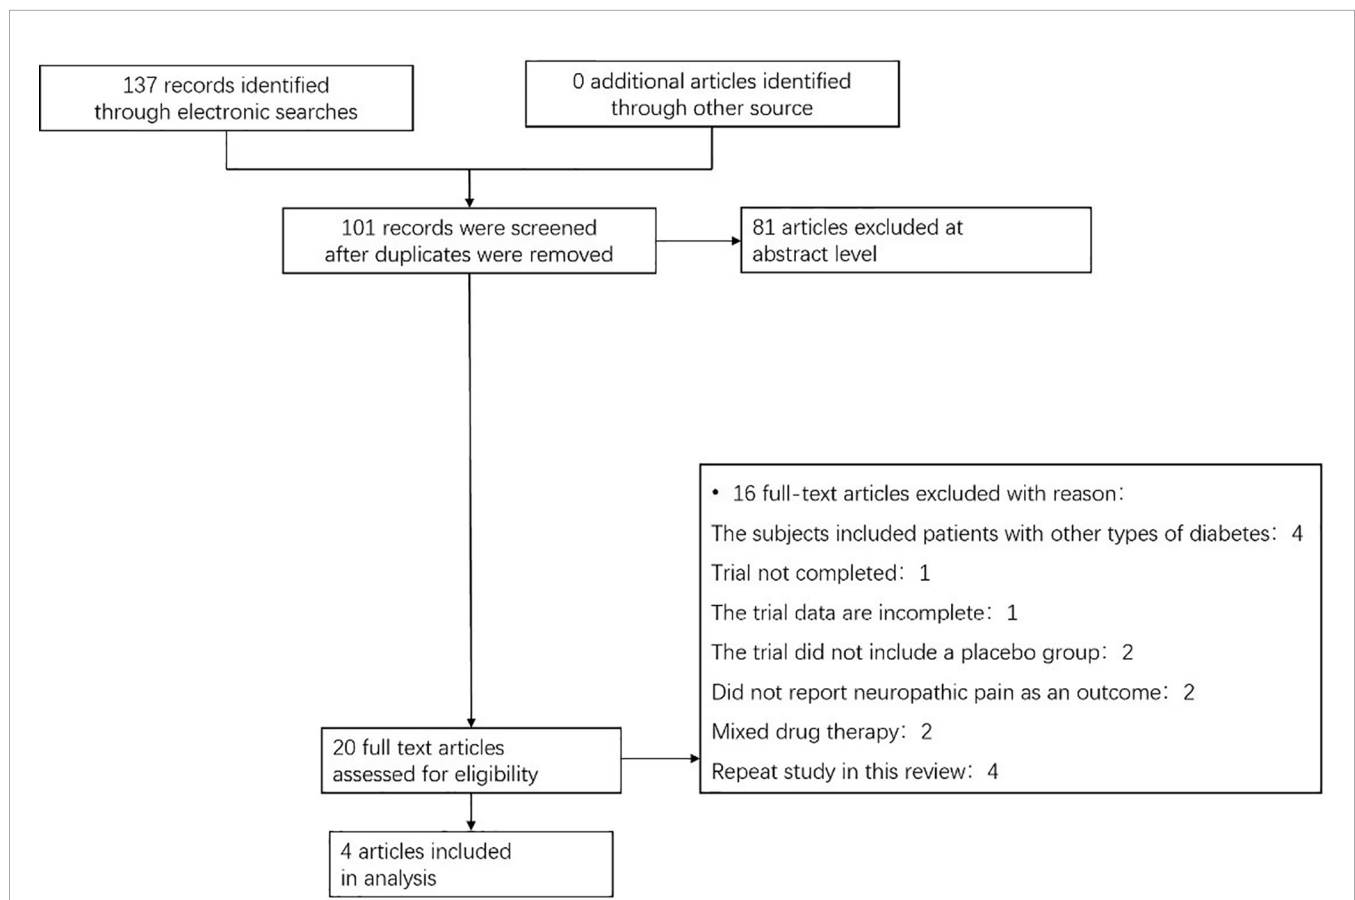 137 records identified
through electronic searches
0 additional articles identified
through other source
101 records were screened
after duplicates were removed
81 articles excluded at
abstract level
• 16 full-text articles excluded with reason：
The subjects included patients with other types of diabetes：4
Trial not completed：1
The trial data are incomplete：1
The trial did not include a placebo group：2
Did not report neuropathic pain as an outcome：2
Mixed drug therapy：2
Repeat study in this review：4
20 full text articles
assessed for eligibility
4 articles included
in analysis